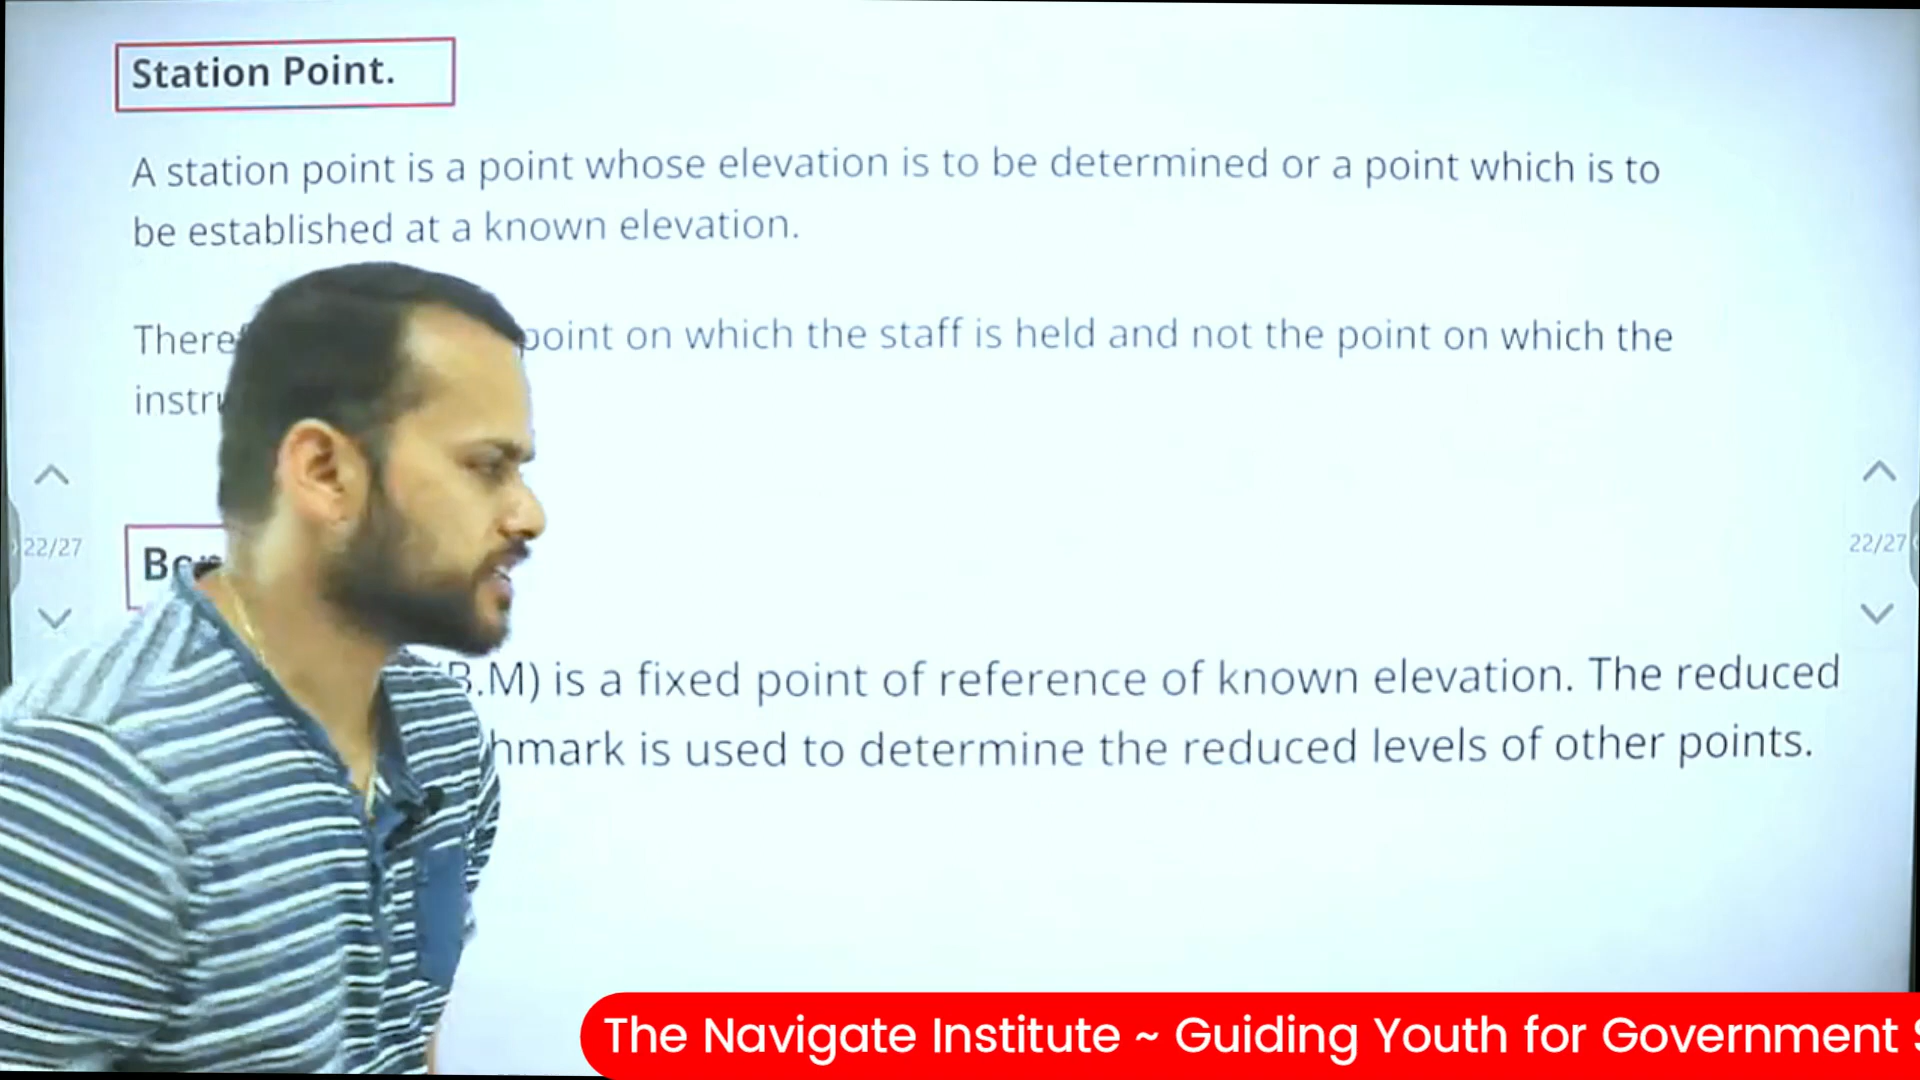 Station Point.
A station point is a point whose elevation is to be determined or a point which is to
be established at a known elevation.
point on which the staff is held and not the point on which the
22/27
22/27
(B.M) is a fixed point of reference of known elevation. The reduced
is used to determine the reduced levels of other points.
The Navigate Institute ~ Guiding Youth for Government